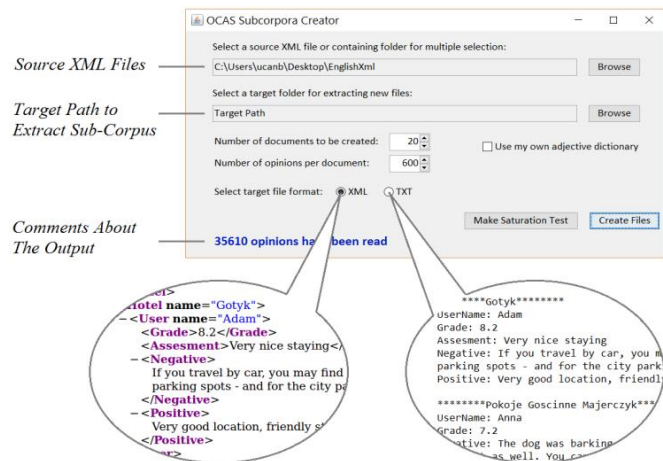 OCAS Subcorpora Creator
Select a source XML file or containing folder for multiple selection:
Source XML Files
C:\Users\ucanb\Desktop\EnglishXml
Browse
Select a target folder for extracting new files:
Target Path to
Extract Sub-Corpus
Target Path
Browse
Number of documents to be created:
20
Use my own adjective dictionary
Number of opinions per document:
600
Select target file format:
XML
TXT
Make Saturation Test
Create Files
Comments About
The Output
35610 opinions have been read
Hotel name="Gotyk">
−<User name="Adam">
<Grade>8.2</Grade>
<Assesment>Very nice staying</
−<Negative>
If you travel by car, you may find
parking spots - and for the city
</Negative>
−<Positive>
Very good location, friendly
</Positive>
****Gotyk********
UserName: Adam
Grade: 8.2
Assesment: Very nice staying
Negative: If you travel by car, you
parking spots - and for the city
Positive: Very good location,
********Pokoje Goscinne Majerczyk***
UserName: Anna
Grade: 7.2
The dog was barking
as well. You